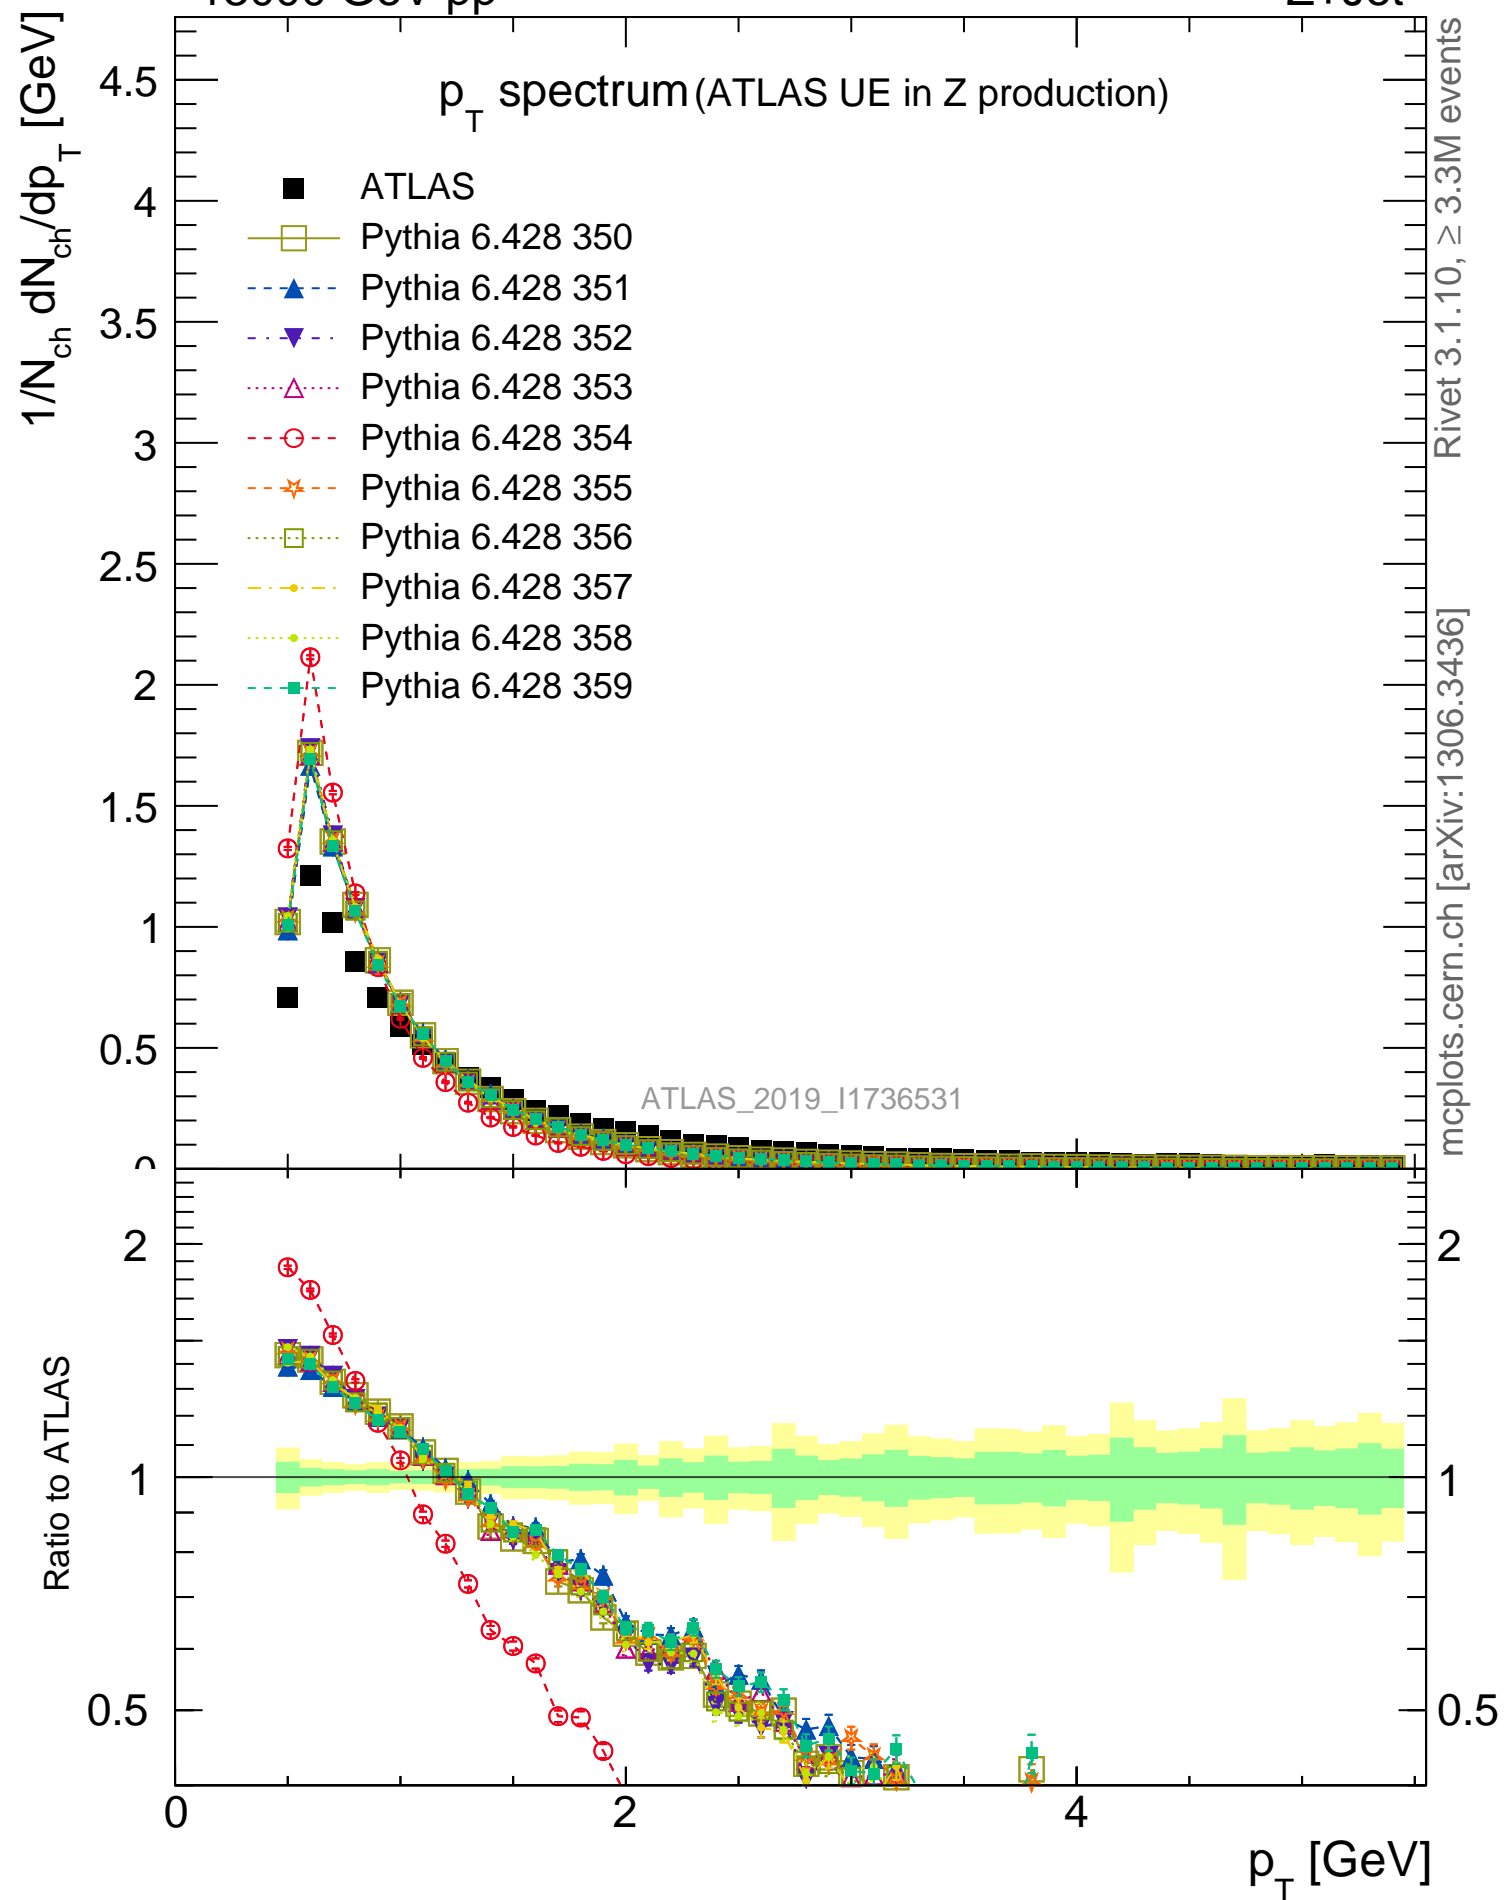 1/N_ch dN_ch/dp_T [GeV]
p_T spectrum (ATLAS UE in Z production)
ATLAS
Pythia 6.428 350
Pythia 6.428 351
Pythia 6.428 352
Pythia 6.428 353
Pythia 6.428 354
Pythia 6.428 355
Pythia 6.428 356
Pythia 6.428 357
Pythia 6.428 358
Pythia 6.428 359
4.5
4
3.5
3
2.5
2
1.5
1
0.5
0
ATLAS_2019_I1736531
Rivet 3.1.10, ≥ 3.3M events
mcplots.cern.ch [arXiv:1306.3436]
Ratio to ATLAS
2
1
0.5
2
1
0.5
0
2
4
p_T [GeV]